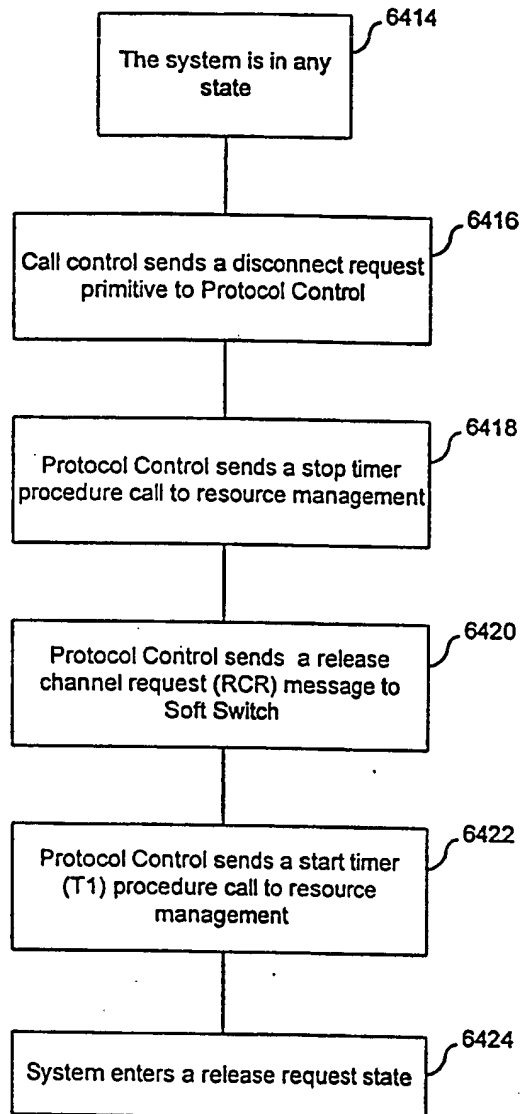 6414
The system is in any
state
6416
Call control sends a disconnect request
primitive to Protocol Control
6418
Protocol Control sends a stop timer
procedure call to resource management
6420
Protocol Control sends a release
channel request (RCR) message to
Soft Switch
6422
Protocol Control sends a start timer
(T1) procedure call to resource
management
6424
System enters a release request state